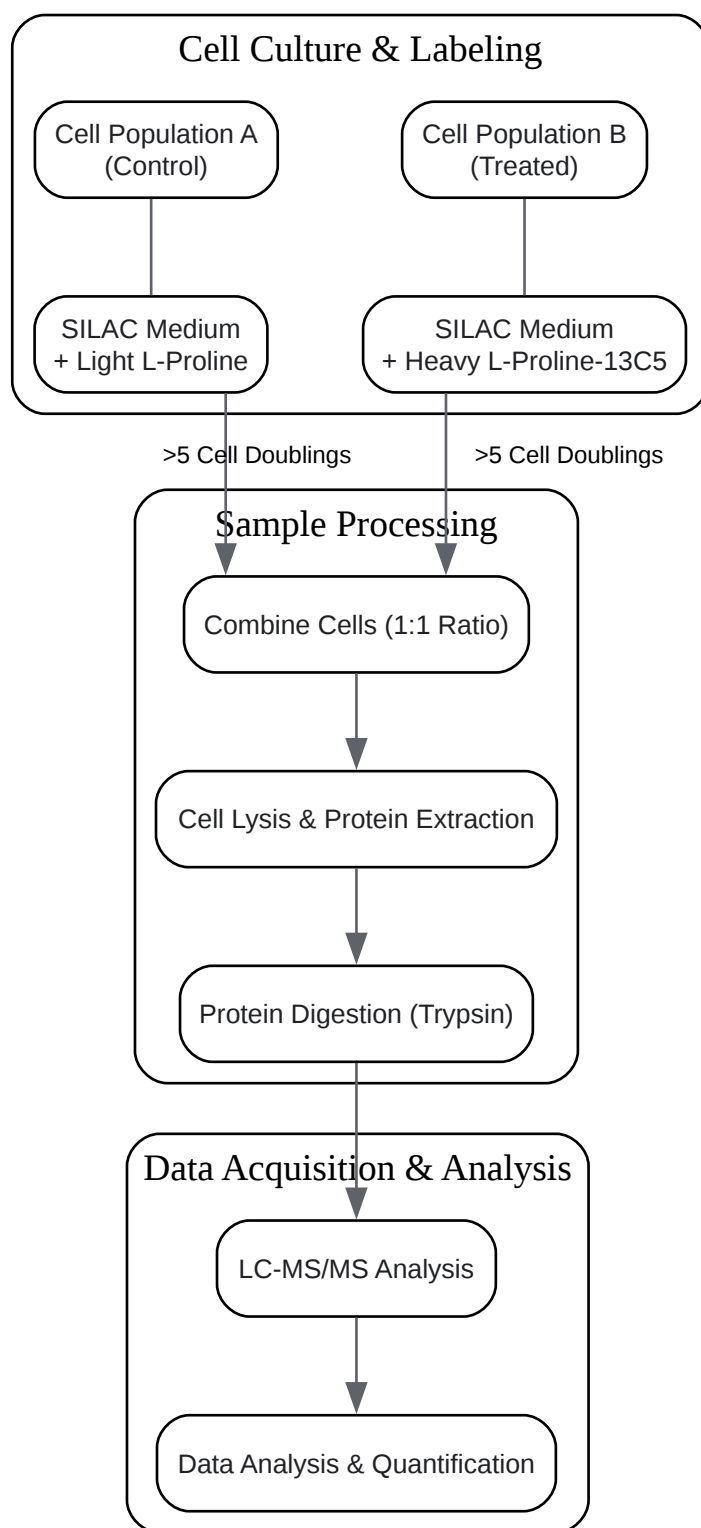 Cell Culture & Labeling
Cell Population A
(Control)
Cell Population B
(Treated)
SILAC Medium
+ Light L-Proline
SILAC Medium
+ Heavy L-Proline-13C5
>5 Cell Doublings
>5 Cell Doublings
Sample Processing
Combine Cells (1:1 Ratio)
Cell Lysis & Protein Extraction
Protein Digestion (Trypsin)
Data Acquisition & Analysis
LC-MS/MS Analysis
Data Analysis & Quantification